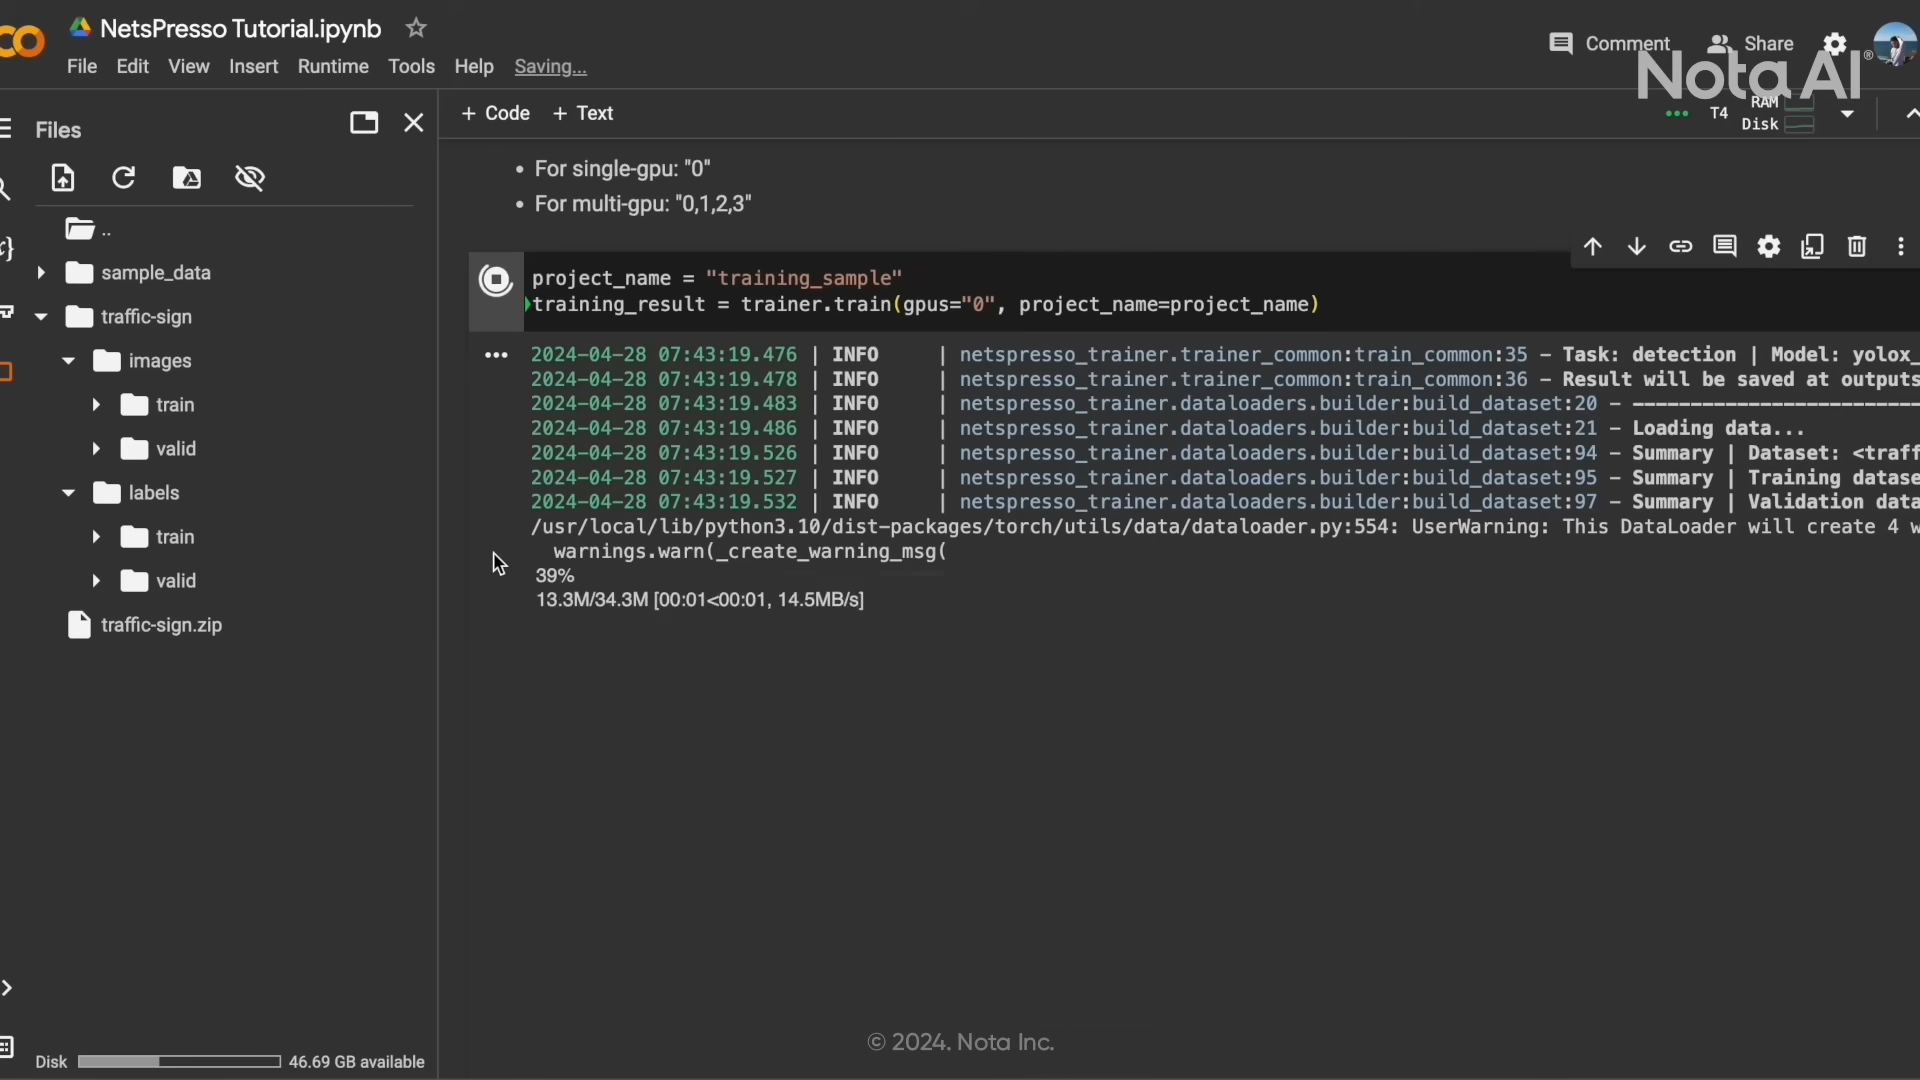 NetsPresso Tutorial.ipynb
File Edit View Insert Runtime Tools Help Saving...
Comment Share
Nota AI®
+ Code + Text
T4 RAM
Disk
Files
..
sample_data
traffic-sign
images
train
valid
labels
train
valid
traffic-sign.zip
Disk 46.69 GB available
• For single-gpu: "0"
• For multi-gpu: "0,1,2,3"
project_name = "training_sample"
training_result = trainer.train(gpus="0", project_name=project_name)
2024-04-28 07:43:19.476 | INFO | netspresso_trainer.trainer_common:train_common:35 - Task: detection | Model: yolox_
2024-04-28 07:43:19.478 | INFO | netspresso_trainer.trainer_common:train_common:36 - Result will be saved at outputs
2024-04-28 07:43:19.483 | INFO | netspresso_trainer.dataloaders.builder:build_dataset:20 - -------------------------
2024-04-28 07:43:19.486 | INFO | netspresso_trainer.dataloaders.builder:build_dataset:21 - Loading data...
2024-04-28 07:43:19.526 | INFO | netspresso_trainer.dataloaders.builder:build_dataset:94 - Summary | Dataset: <traff
2024-04-28 07:43:19.527 | INFO | netspresso_trainer.dataloaders.builder:build_dataset:95 - Summary | Training datase
2024-04-28 07:43:19.532 | INFO | netspresso_trainer.dataloaders.builder:build_dataset:97 - Summary | Validation data
/usr/local/lib/python3.10/dist-packages/torch/utils/data/dataloader.py:554: UserWarning: This DataLoader will create 4 w
warnings.warn(_create_warning_msg(
39%
13.3M/34.3M [00:01<00:01, 14.5MB/s]
© 2024. Nota Inc.